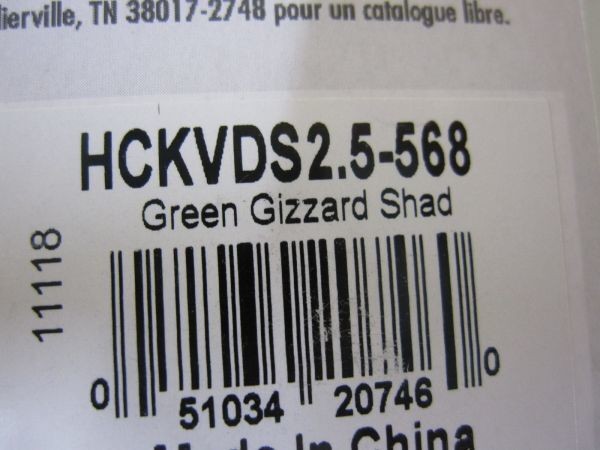 lierville, TN 38017-2748 pour un catalogue libre.
HCKVDS2.5-568
Green Gizzard Shad
11118
0 51034 20746 0
Made In China